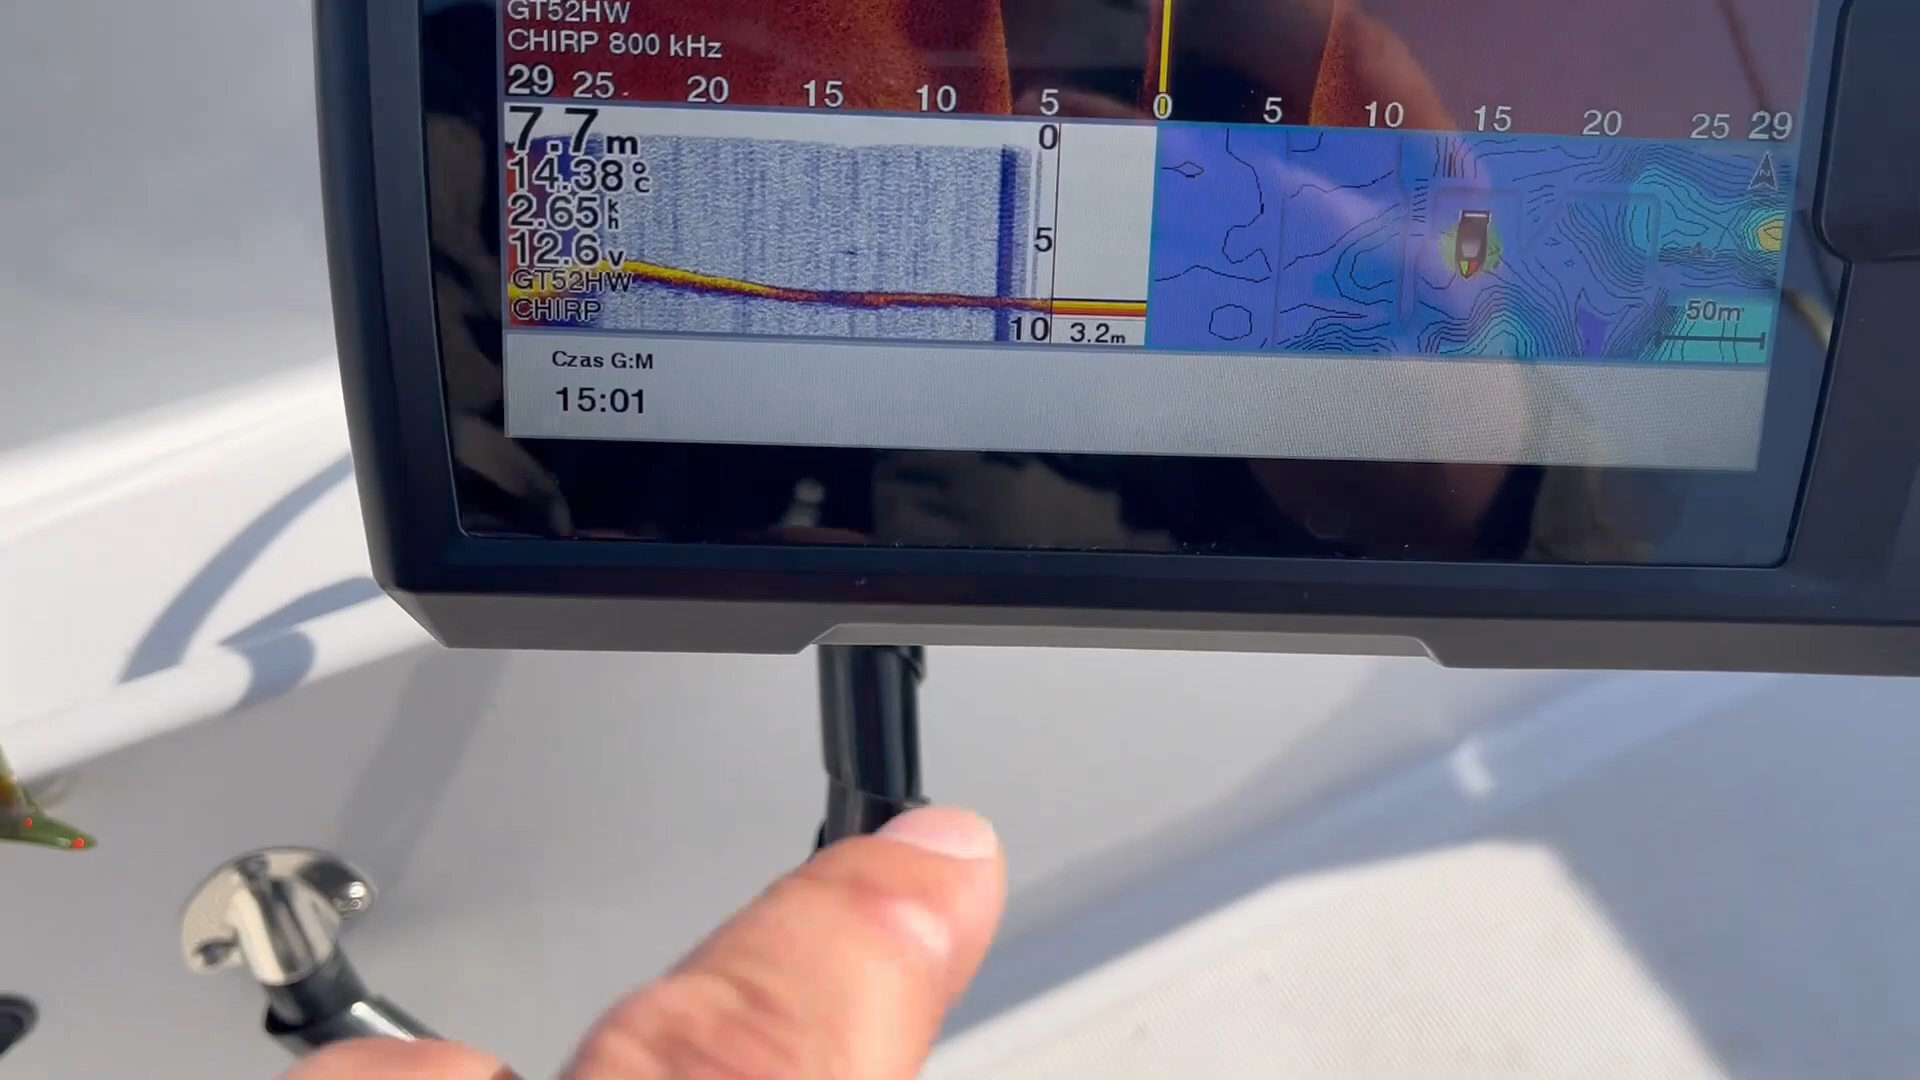 GT52HW
CHIRP 800 kHz
29 25 20 15 10 5 0 5 10 15 20 25 29
7.7 m
14.38 °C
2.65 kh
12.6 v
GT52HW
CHIRP
0
5
10
3.2m
N
50m
Czas G:M
15:01